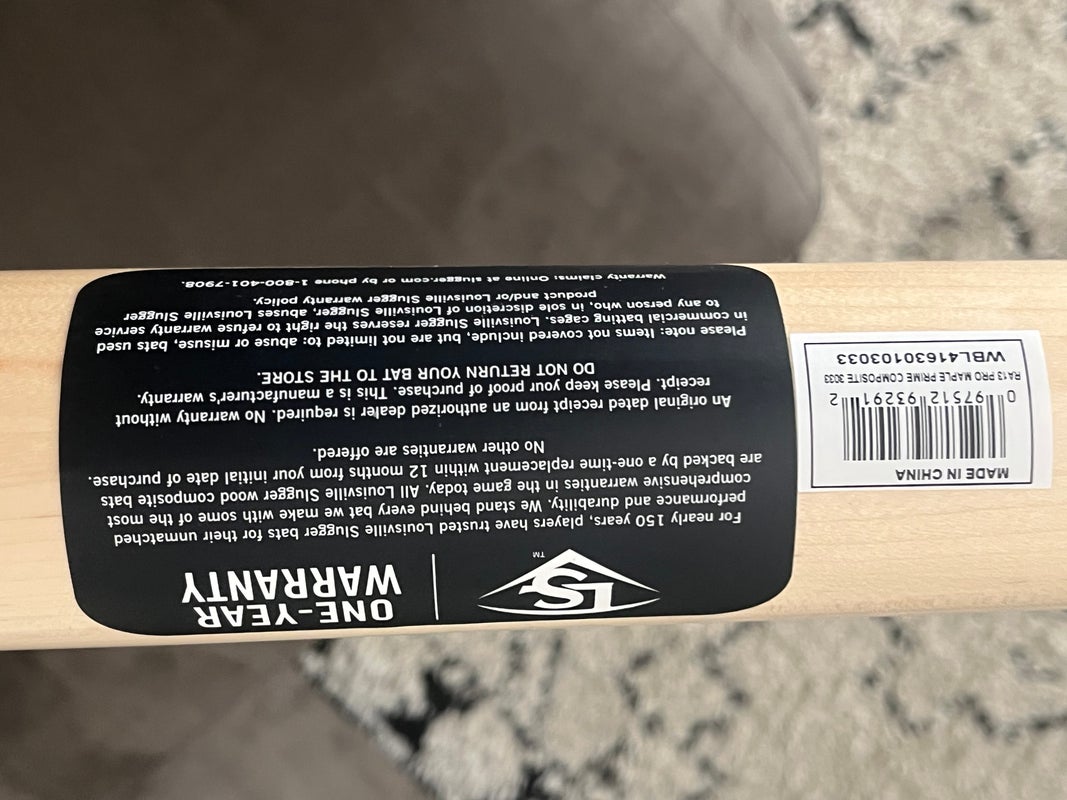 LS
TM
ONE-YEAR
WARRANTY
For nearly 150 years, players have trusted Louisville Slugger bats for their unmatched
performance and durability. We stand behind every bat we make with some of the most
comprehensive warranties in the game today. All Louisville Slugger wood composite bats
are backed by a one-time replacement within 12 months from your initial date of purchase.
No other warranties are offered.
An original dated receipt from an authorized dealer is required. No warranty without
receipt. Please keep your proof of purchase. This is a manufacturer's warranty.
DO NOT RETURN YOUR BAT TO THE STORE.
Please note: Items not covered include, but are not limited to: abuse or misuse, bats used
in commercial batting cages. Louisville Slugger reserves the right to refuse warranty service
to any person who, in sole discretion of Louisville Slugger, abuses Louisville Slugger
product and/or Louisville Slugger warranty policy.
Warranty claims: Online at slugger.com or by phone 1-800-401-7908.
MADE IN CHINA
0 97512 93291 2
RA13 PRO MAPLE PRIME COMPOSITE 3033
WBL41630103033